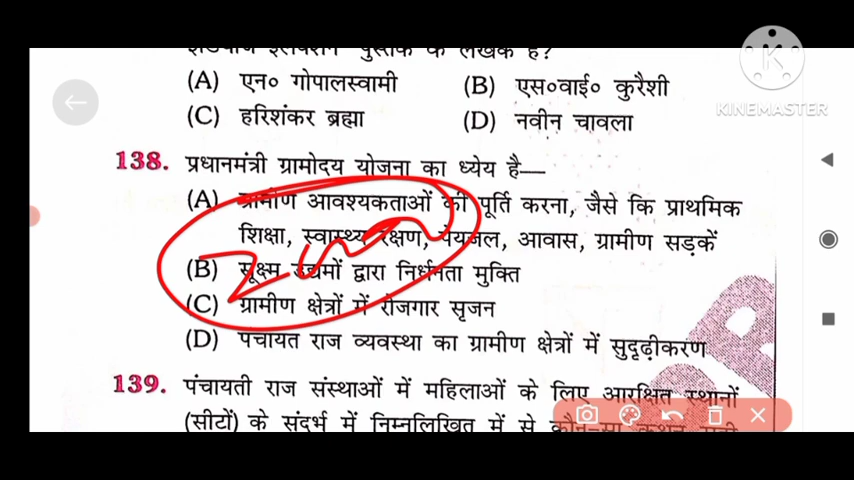 (A) एन० गोपालस्वामी (B) एस०वाई० कुरैशी
(C) हरिशंकर ब्रह्मा (D) नवीन चावला
KINEMASTER
138. प्रधानमंत्री ग्रामोदय योजना का ध्येय है—
(A) ग्रामीण आवश्यकताओं की पूर्ति करना, जैसे कि प्राथमिक
शिक्षा, स्वास्थ्य रक्षण, पेयजल, आवास, ग्रामीण सड़कें
(B) सूक्ष्म उद्यमों द्वारा निर्धनता मुक्ति
(C) ग्रामीण क्षेत्रों में रोजगार सृजन
(D) पंचायत राज व्यवस्था का ग्रामीण क्षेत्रों में सुदृढ़ीकरण
139. पंचायती राज संस्थाओं में महिलाओं के लिए आरक्षित स्थानों
(सीटों) के संदर्भ में निम्नलिखित में से कौन-सा कथन